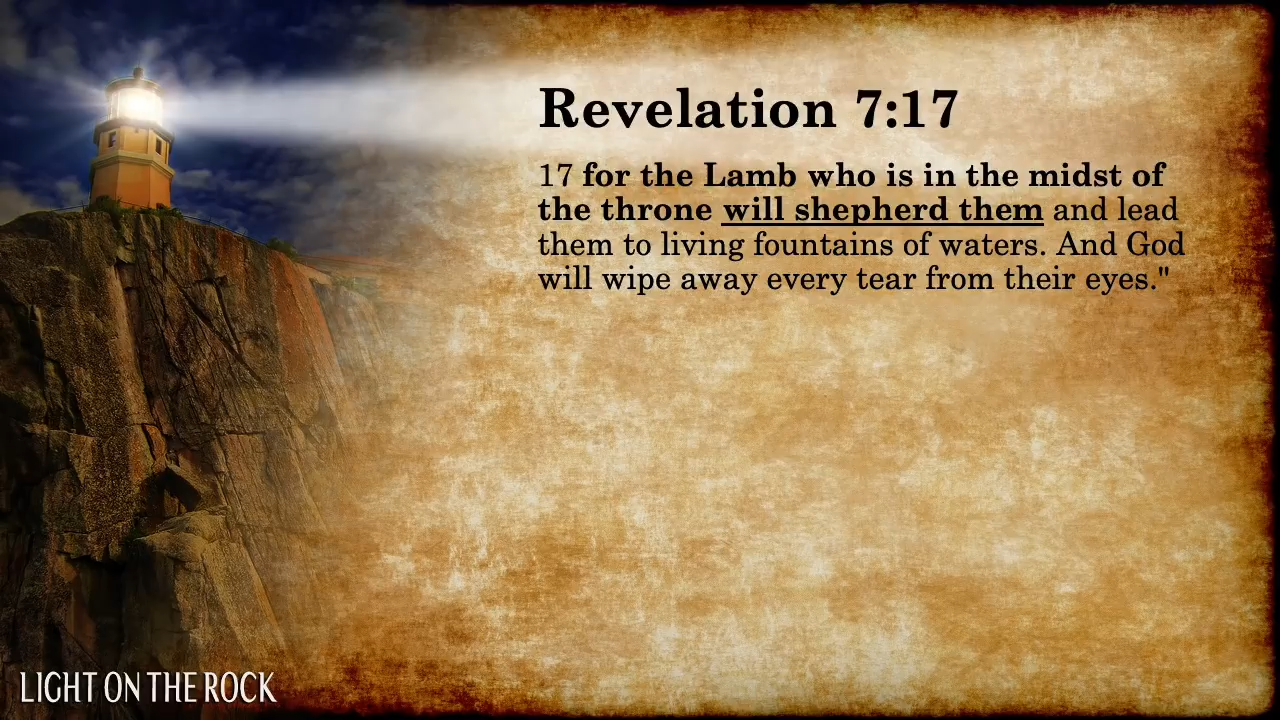 Revelation 7:17
17 for the Lamb who is in the midst of
the throne will shepherd them and lead
them to living fountains of waters. And God
will wipe away every tear from their eyes."
LIGHT ON THE ROCK